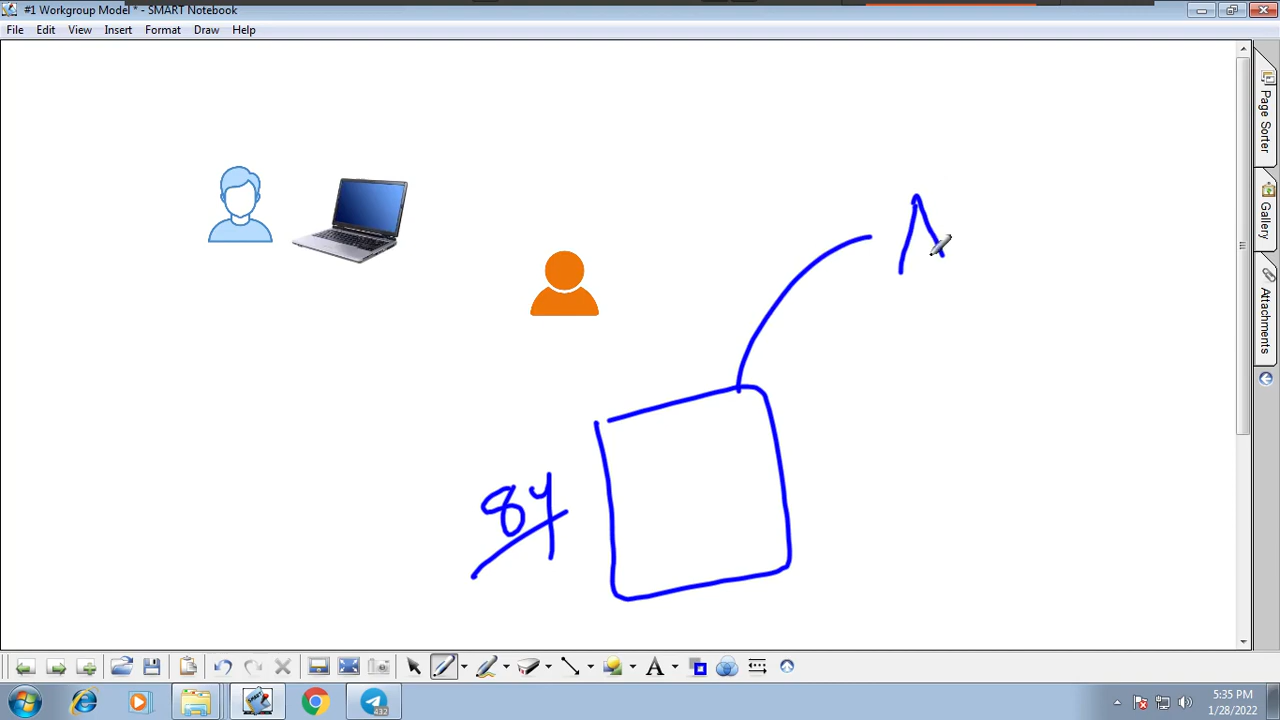 #1 Workgroup Model * - SMART Notebook
File Edit View Insert Format Draw Help
Page Sorter
Gallery
Attachments
84
A
432
5:35 PM
1/28/2022